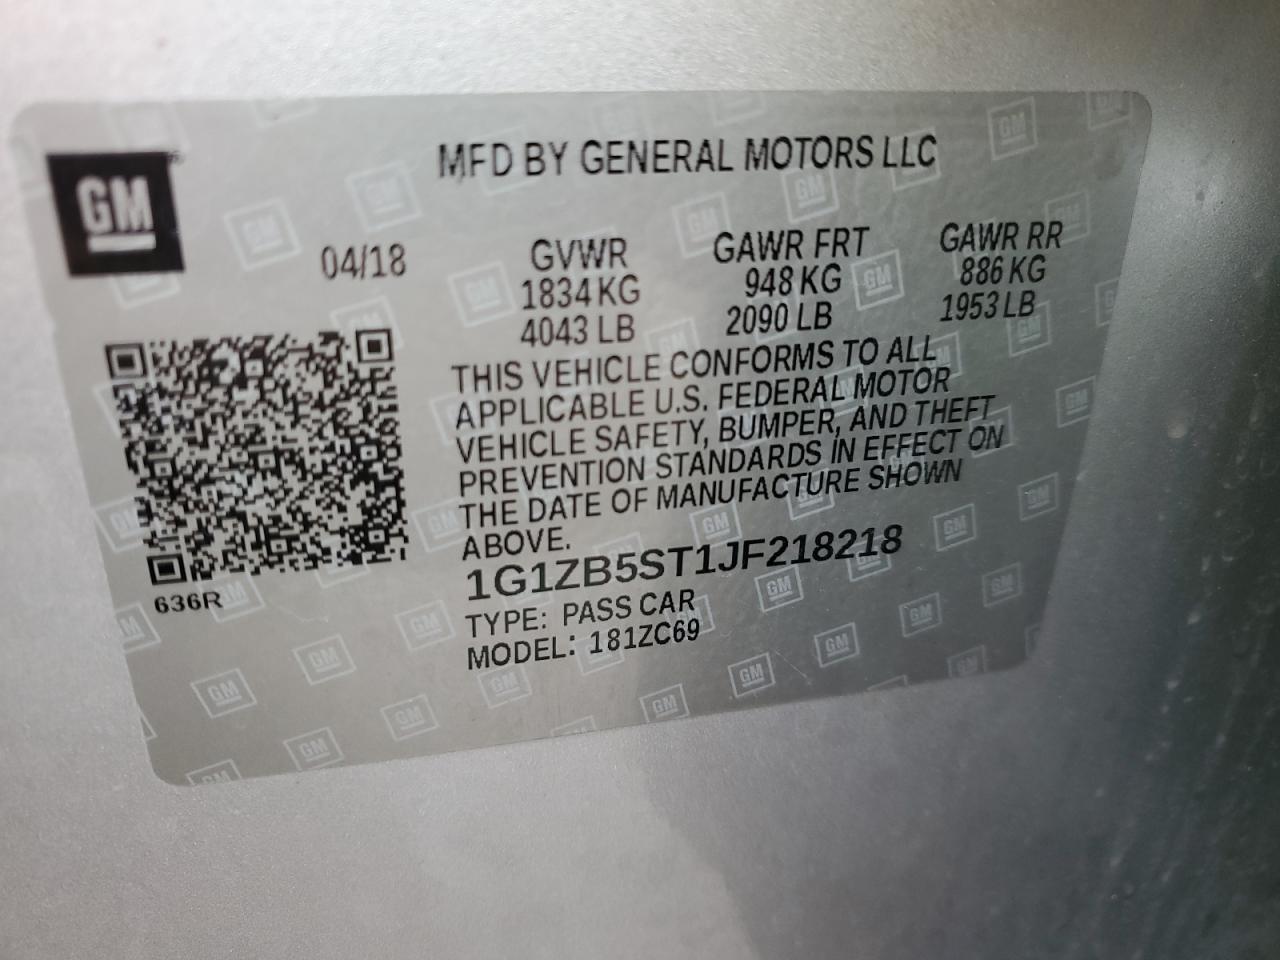 GM
MFD BY GENERAL MOTORS LLC
04/18 GVWR GAWR FRT GAWR RR
1834 KG 948 KG 886 KG
4043 LB 2090 LB 1953 LB
THIS VEHICLE CONFORMS TO ALL
APPLICABLE U.S. FEDERAL MOTOR
VEHICLE SAFETY, BUMPER, AND THEFT
PREVENTION STANDARDS IN EFFECT ON
THE DATE OF MANUFACTURE SHOWN
ABOVE.
1G1ZB5ST1JF218218
636R
TYPE: PASS CAR
MODEL: 181ZC69